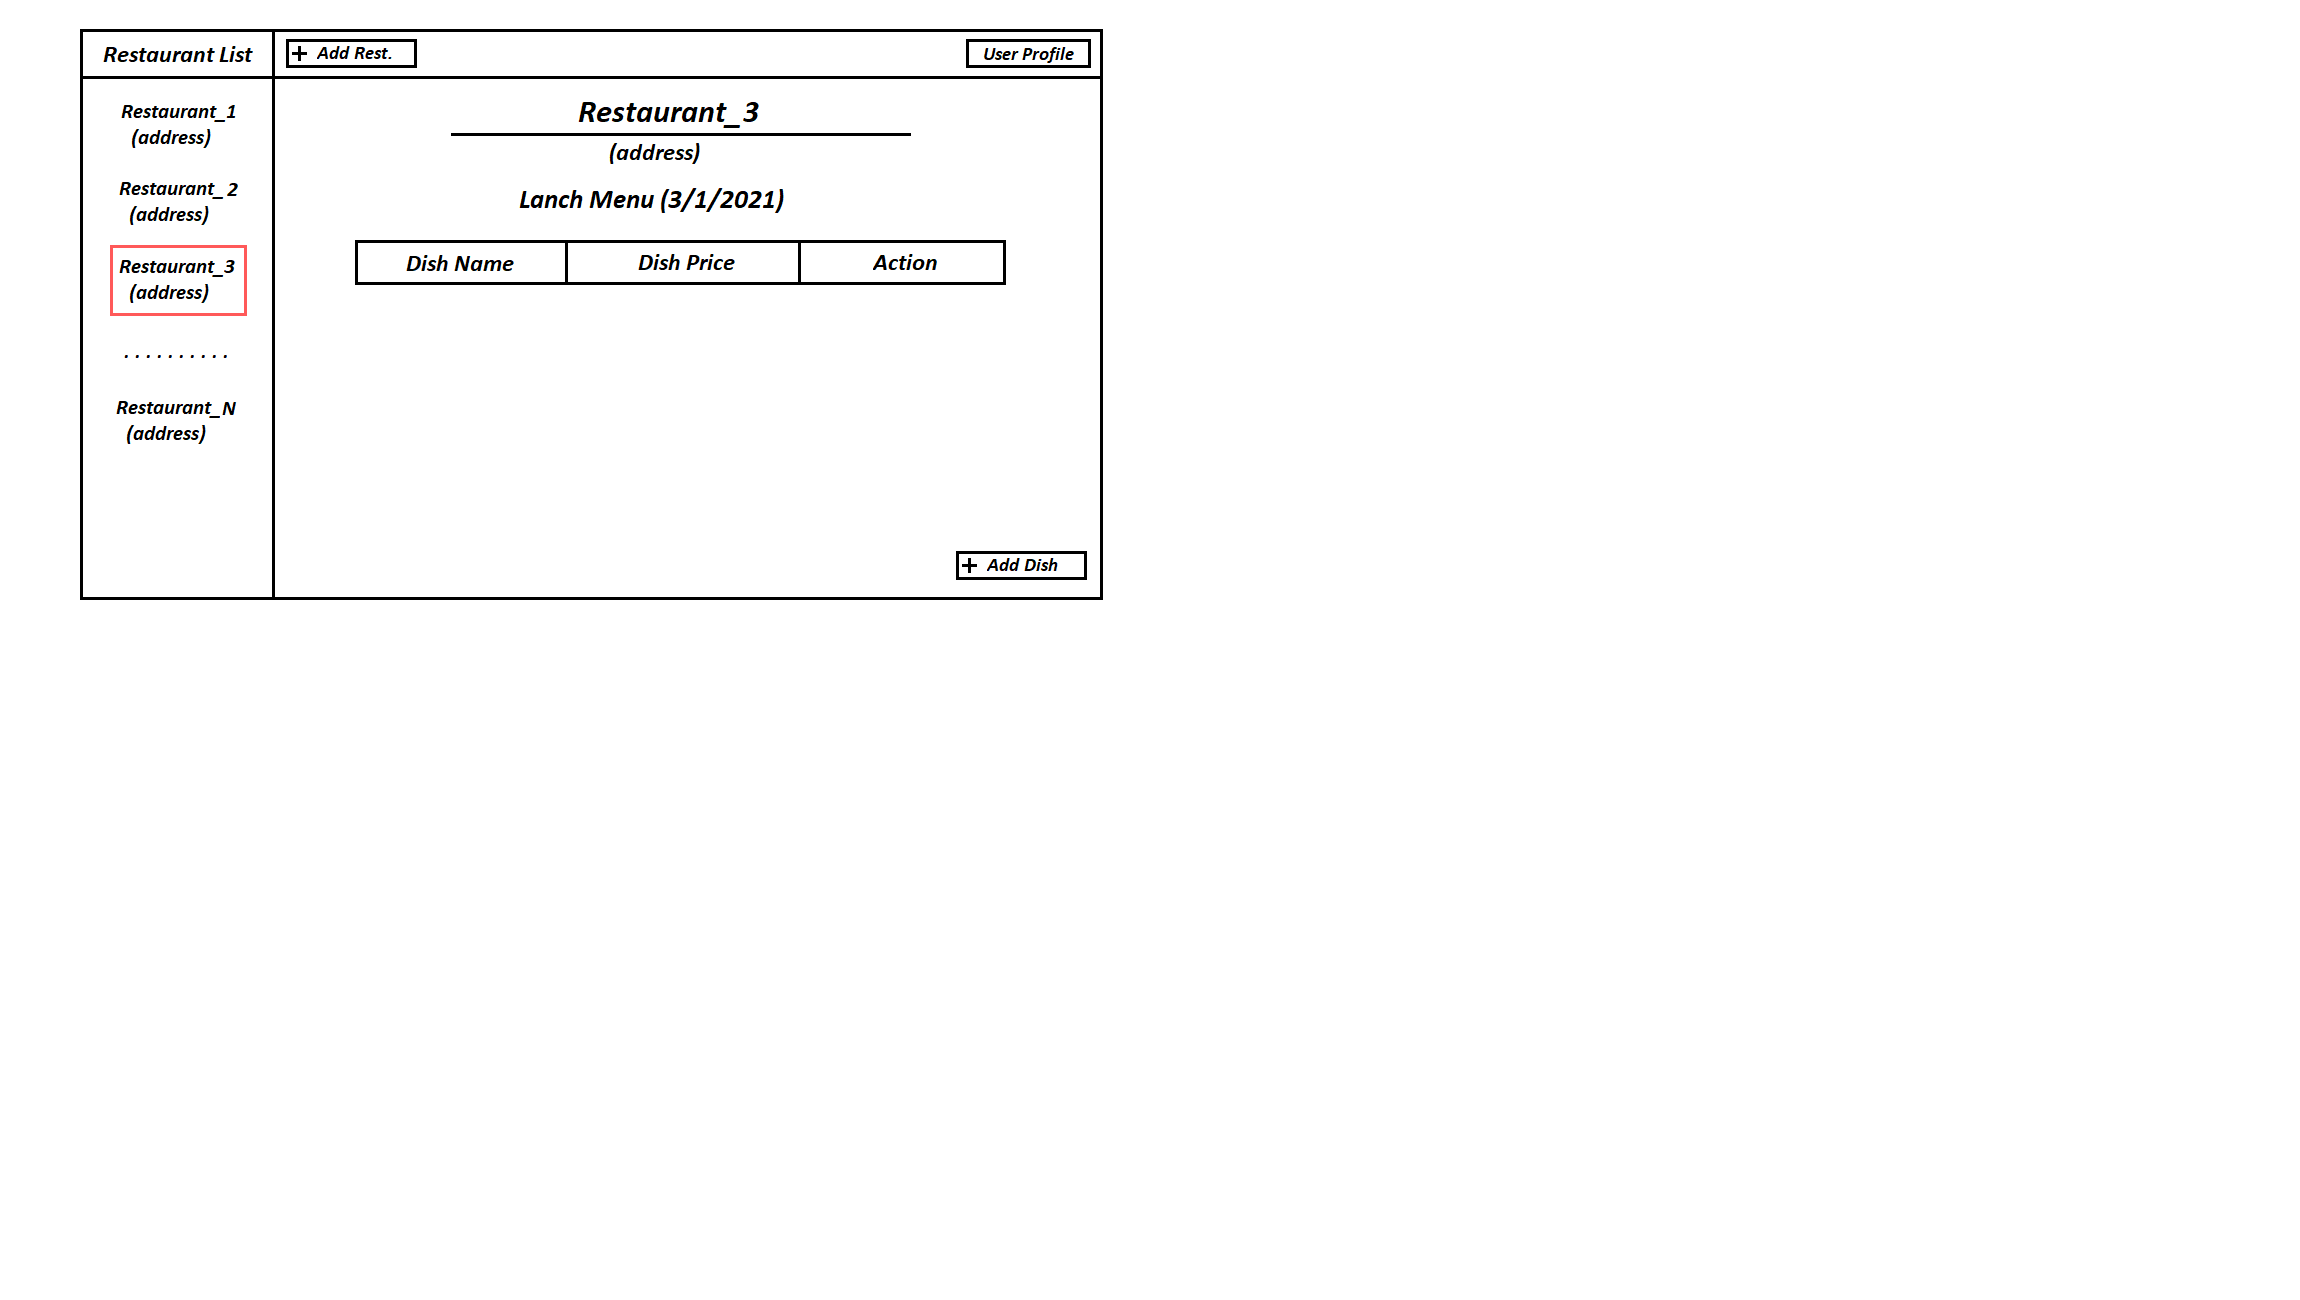 Restaurant List
+ Add Rest.
User Profile
Restaurant_1
(address)
Restaurant_2
(address)
Restaurant_3
(address)
. . . . . . . . . .
Restaurant_N
(address)
Restaurant_3
(address)
Lanch Menu (3/1/2021)
Dish Name Dish Price Action
+ Add Dish